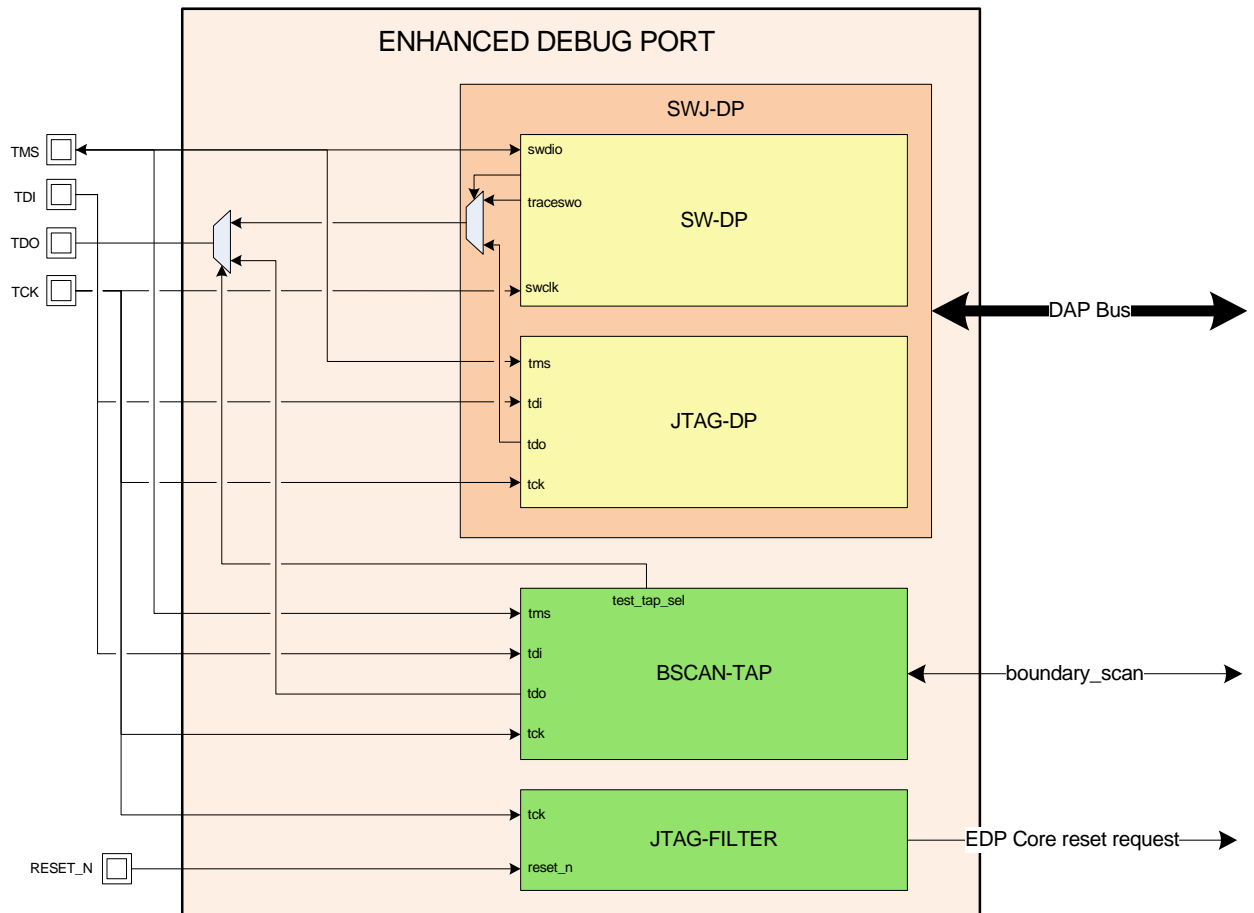 ENHANCED DEBUG PORT
SWJ-DP
TMS
swdio
TDI
traceswo
SW-DP
TDO
TCK
swclk
DAP Bus
tms
tdi
JTAG-DP
tdo
tck
test_tap_sel
tms
tdi
BSCAN-TAP
boundary_scan
tdo
tck
tck
JTAG-FILTER
EDP Core reset request
RESET_N
reset_n